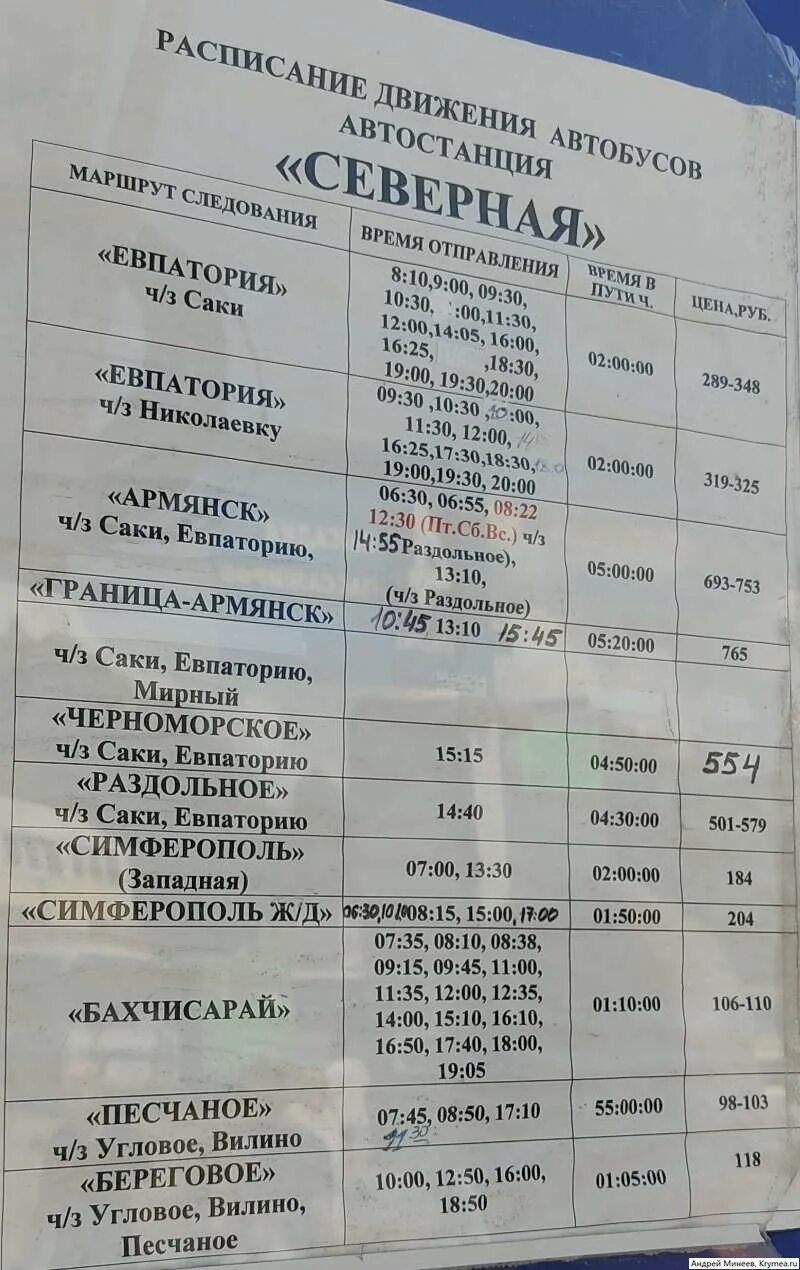 РАСПИСАНИЕ ДВИЖЕНИЯ АВТОБУСОВ
АВТОСТАНЦИЯ
«СЕВЕРНАЯ»
МАРШРУТ СЛЕДОВАНИЯ
ВРЕМЯ ОТПРАВЛЕНИЯ
ВРЕМЯ В
ПУТИ Ч.
ЦЕНА,РУБ.
«ЕВПАТОРИЯ»
ч/з Саки
8:10,9:00, 09:30,
10:30, :00,11:30,
12:00,14:05, 16:00,
16:25, ,18:30,
19:00, 19:30,20:00
02:00:00
289-348
«ЕВПАТОРИЯ»
ч/з Николаевку
09:30 ,10:30 ,10:00,
11:30, 12:00,
16:25,17:30,18:30,
19:00,19:30, 20:00
02:00:00
319-325
«АРМЯНСК»
ч/з Саки, Евпаторию,
06:30, 06:55, 08:22
12:30 (Пт.Сб.Вс.) ч/з
14:55 Раздольное),
13:10,
(ч/з Раздольное)
05:00:00
693-753
«ГРАНИЦА-АРМЯНСК»
ч/з Саки, Евпаторию,
Мирный
10:45 13:10 15:45
05:20:00
765
«ЧЕРНОМОРСКОЕ»
ч/з Саки, Евпаторию
15:15
04:50:00
554
«РАЗДОЛЬНОЕ»
ч/з Саки, Евпаторию
14:40
04:30:00
501-579
«СИМФЕРОПОЛЬ»
(Западная)
07:00, 13:30
02:00:00
184
«СИМФЕРОПОЛЬ Ж/Д»
06:30, 08:15, 15:00, 17:00
01:50:00
204
«БАХЧИСАРАЙ»
07:35, 08:10, 08:38,
09:15, 09:45, 11:00,
11:35, 12:00, 12:35,
14:00, 15:10, 16:10,
16:50, 17:40, 18:00,
19:05
01:10:00
106-110
«ПЕСЧАНОЕ»
ч/з Угловое, Вилино
07:45, 08:50, 17:10
55:00:00
98-103
«БЕРЕГОВОЕ»
ч/з Угловое, Вилино,
Песчаное
10:00, 12:50, 16:00,
18:50
01:05:00
118
Андрей Минеев, Krymea.ru